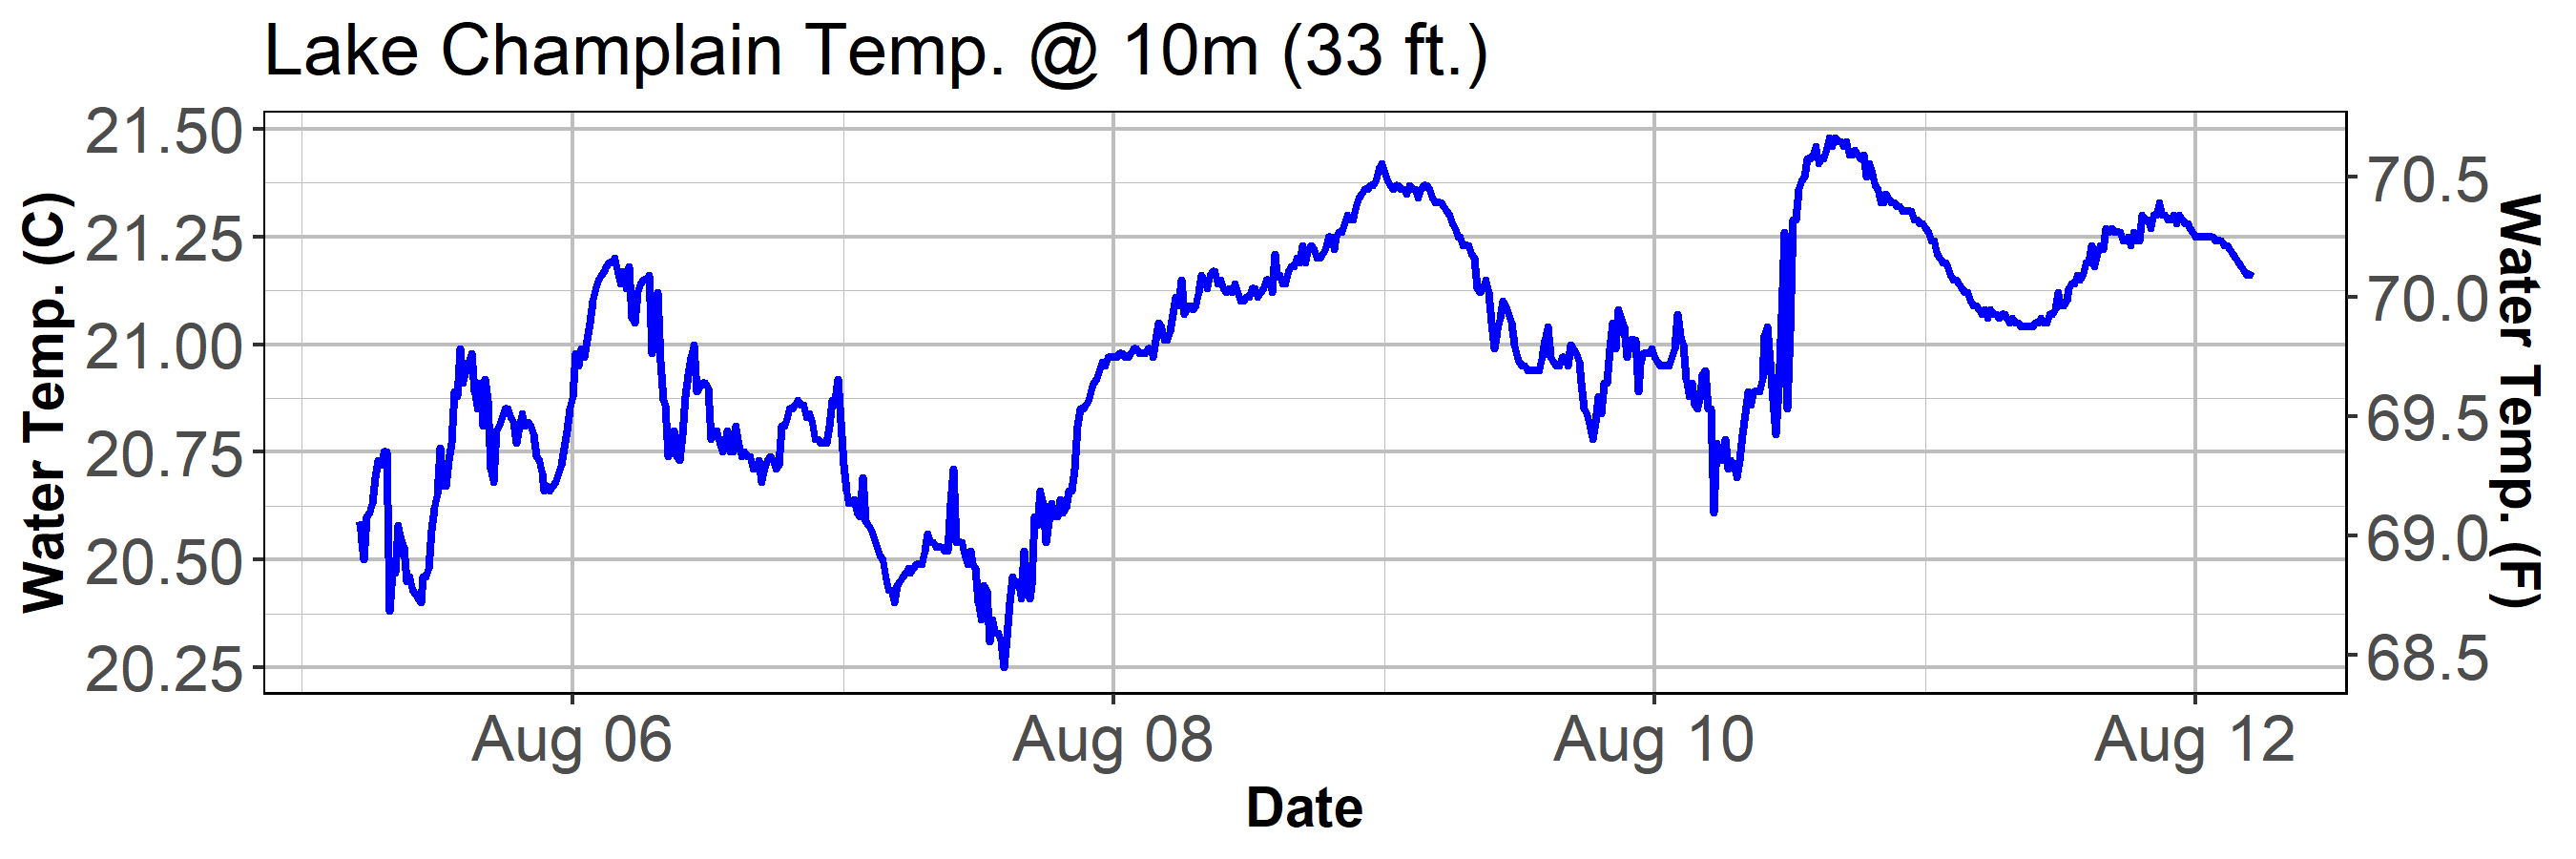 Lake Champlain Temp. @ 10m (33 ft.)
Water Temp. (C)
21.50
21.25
21.00
20.75
20.50
20.25
70.5
70.0
69.5
69.0
68.5
Water Temp. (F)
Aug 06
Aug 08
Aug 10
Aug 12
Date